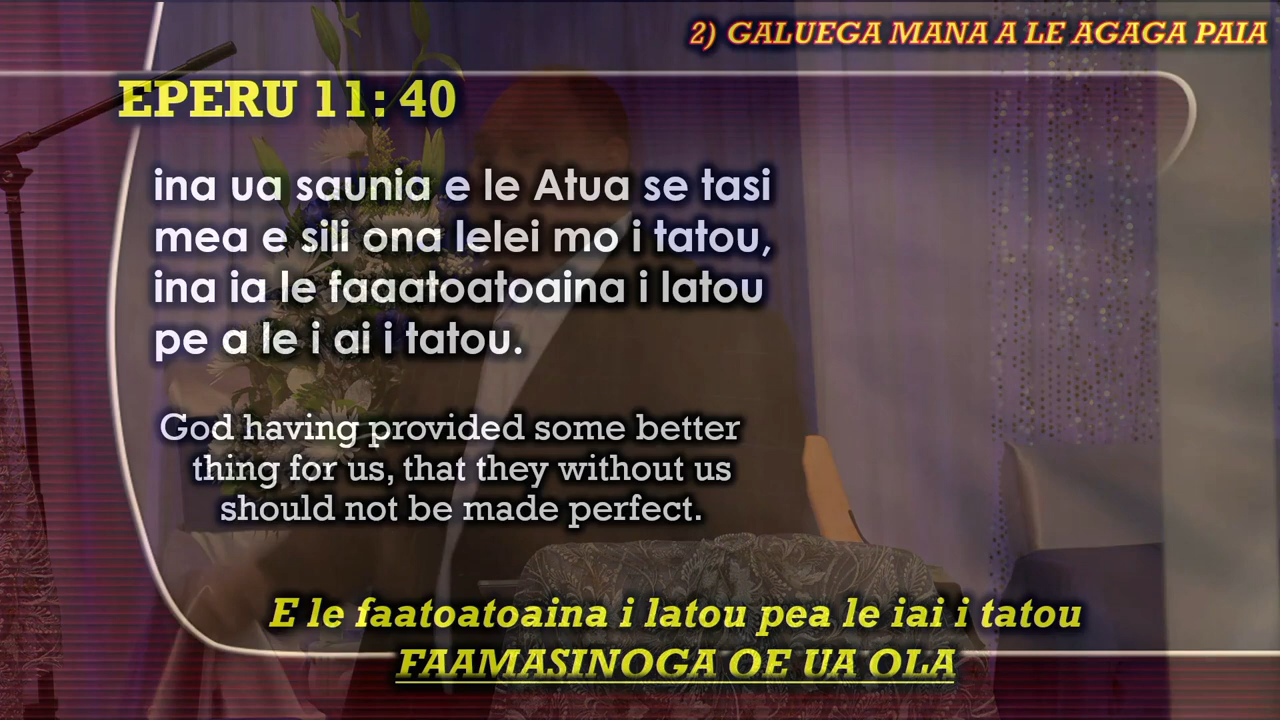 2) GALUEGA MANA A LE AGAGA PAIA
EPERU 11: 40
ina ua saunia e le Atua se tasi
mea e sili ona lelei mo i tatou,
ina ia le faaatoatoaina i latou
pe a le i ai i tatou.
God having provided some better
thing for us, that they without us
should not be made perfect.
E le faatoatoaina i latou pea le iai i tatou
FAAMASINOGA OE UA OLA